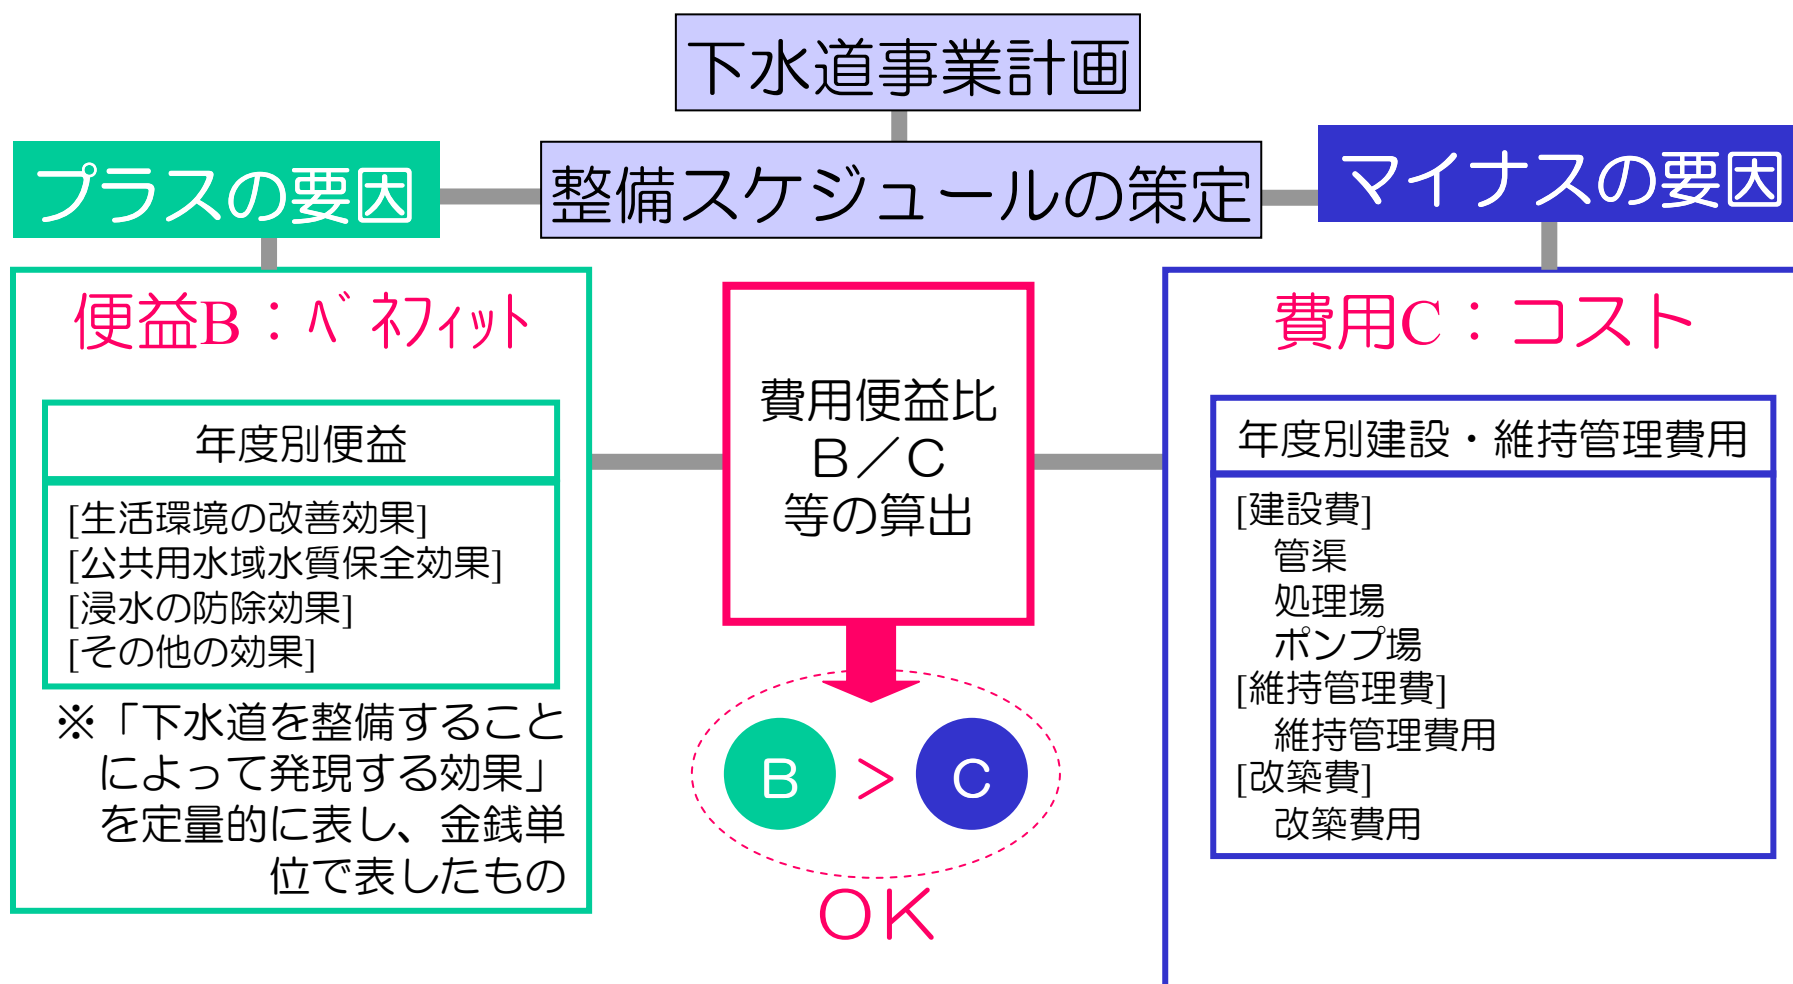 下水道事業計画
プラスの要因
整備スケジュールの策定
マイナスの要因
便益B：ﾍﾞﾈﾌｨｯﾄ
年度別便益
[生活環境の改善効果]
[公共用水域水質保全効果]
[浸水の防除効果]
[その他の効果]
※「下水道を整備すること
によって発現する効果」
を定量的に表し、金銭単
位で表したもの
費用便益比
Ｂ／Ｃ
等の算出
Ｂ ＞ Ｃ
ＯＫ
費用C：コスト
年度別建設・維持管理費用
[建設費]
管渠
処理場
ポンプ場
[維持管理費]
維持管理費用
[改築費]
改築費用